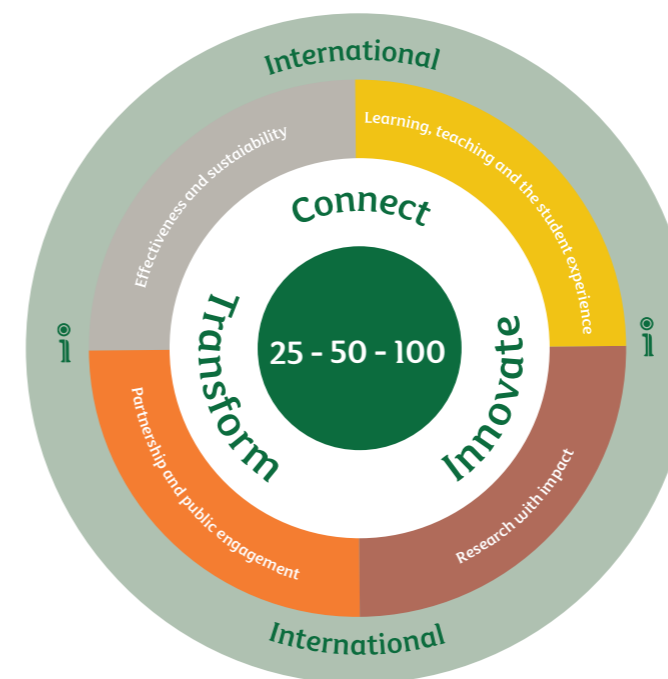 International
Effectiveness and sustaiability
Learning, teaching and the student experience
Connect
Transform
25 - 50 - 100
Innovate
i
i
Partnership and public engagement
Research with impact
International